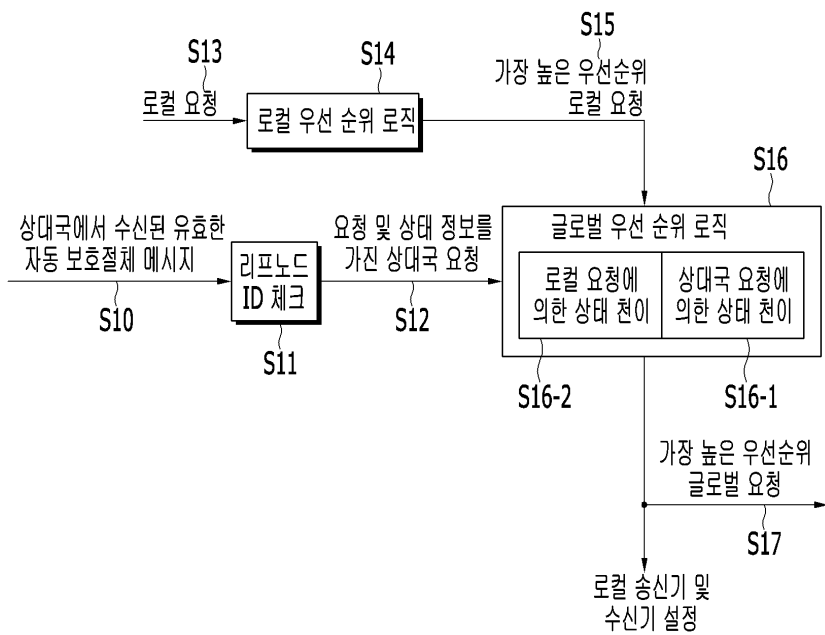 S13
로컬 요청
S14
로컬 우선 순위 로직
S15
가장 높은 우선순위
로컬 요청
S16
글로벌 우선 순위 로직
상대국에서 수신된 유효한
자동 보호절체 메시지
S10
리프노드
ID 체크
S11
요청 및 상태 정보를
가진 상대국 요청
S12
로컬 요청에
의한 상태 천이
상대국 요청에
의한 상태 천이
S16-2
S16-1
가장 높은 우선순위
글로벌 요청
S17
로컬 송신기 및
수신기 설정